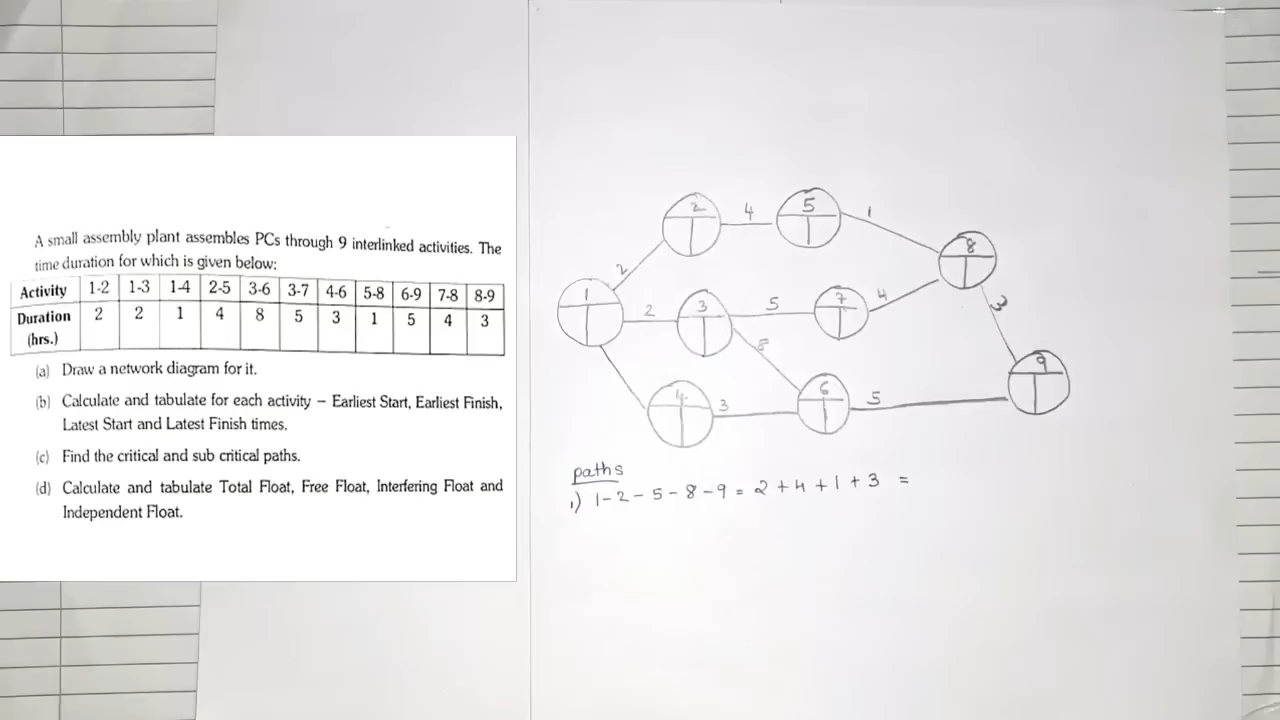 A small assembly plant assembles PCs through 9 interlinked activities. The
time duration for which is given below:
Activity 1-2 1-3 1-4 2-5 3-6 3-7 4-6 5-8 6-9 7-8 8-9
Duration (hrs.) 2 2 1 4 8 5 3 1 5 4 3
(a) Draw a network diagram for it.
(b) Calculate and tabulate for each activity – Earliest Start, Earliest Finish,
Latest Start and Latest Finish times.
(c) Find the critical and sub critical paths.
(d) Calculate and tabulate Total Float, Free Float, Interfering Float and
Independent Float.
2 4 5 1
8
2
1 2 3 5 7 4
3
8
9
4 3 6 5
paths
1) 1-2-5-8-9 = 2+4+1+3 =